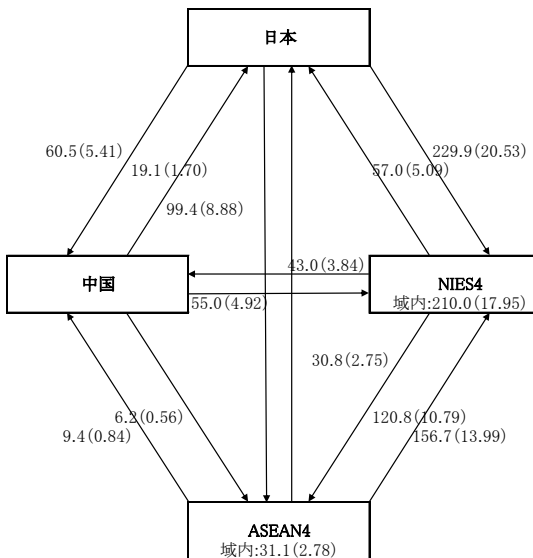 日本
60.5(5.41)
229.9(20.53)
19.1(1.70)
57.0(5.09)
99.4(8.88)
43.0(3.84)
中国
NIES4
55.0(4.92)
域内:210.0(17.95)
30.8(2.75)
6.2(0.56)
120.8(10.79)
9.4(0.84)
156.7(13.99)
ASEAN4
域内:31.1(2.78)